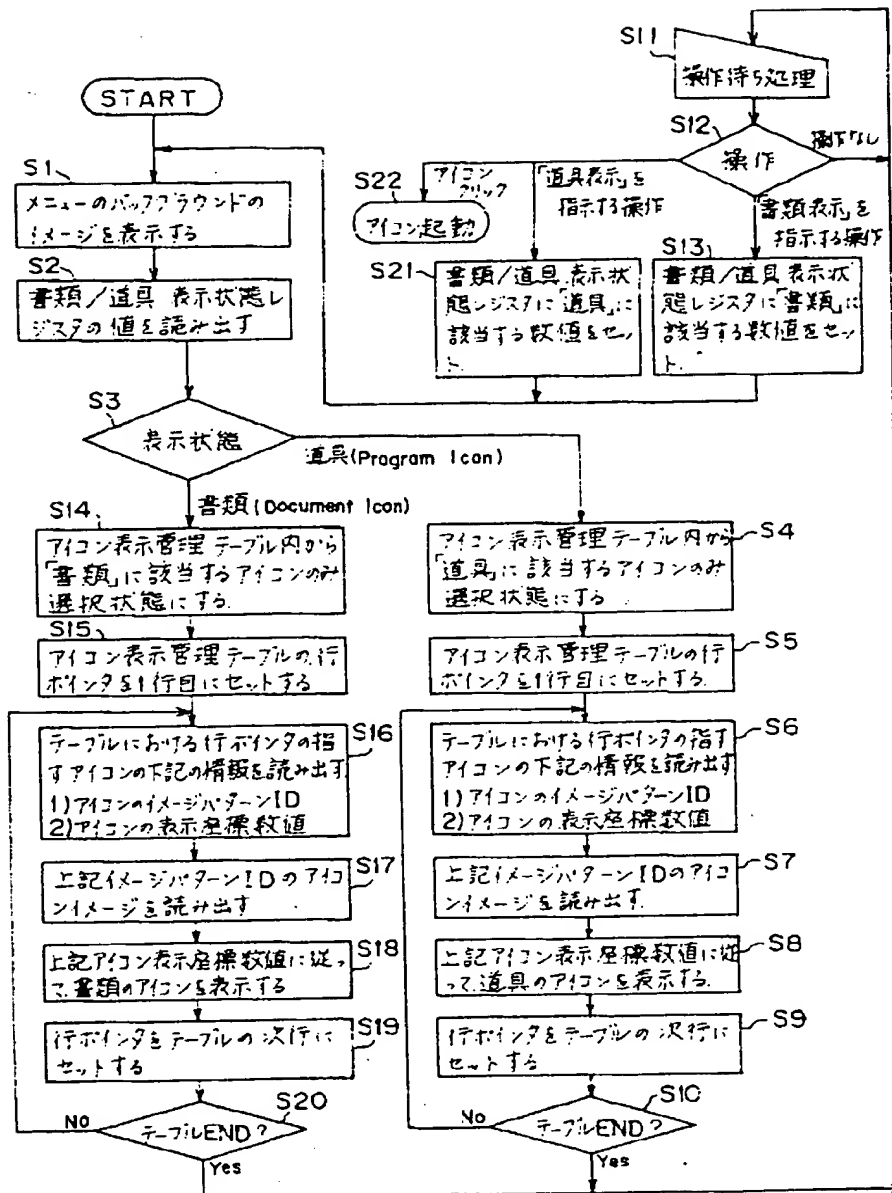 START
S1
メニューのバックグラウンドの
イメージを表示する
S2
書類/道具 表示状態レ
ジスタの値を読み出す
S3
表示状態
道具(Program Icon)
書類(Document Icon)
S11
操作待ち処理
S12
操作
操作なし
アイコン
クリック
S22
アイコン起動
「道具表示」を
指示する操作
「書類表示」を
指示する操作
S21
書類/道具 表示状
態レジスタに「道具」に
該当する数値をセッ
ト.
S13
書類/道具 表示状
態レジスタに「書類」に
該当する数値をセッ
ト.
S14
アイコン表示管理テーブル内から
「書類」に該当するアイコンのみ
選択状態にする.
S15
アイコン表示管理テーブルの行
ポインタを1行目にセットする
S16
テーブルにおける行ポインタの指
すアイコンの下記の情報を読み出す
1)アイコンのイメージパターンID
2)アイコンの表示座標数値
S17
上記イメージパターンIDのアイコ
ンイメージを読み出す
S18
上記アイコン表示座標数値に従っ
て,書類のアイコンを表示する
S19
行ポインタをテーブルの次行に
セットする
S20
テーブルEND?
No
Yes
S4
アイコン表示管理テーブル内から
「道具」に該当するアイコンのみ
選択状態にする
S5
アイコン表示管理テーブルの行
ポインタを1行目にセットする.
S6
テーブルにおける行ポインタの指す
アイコンの下記の情報を読み出す
1)アイコンのイメージパターンID
2)アイコンの表示座標数値
S7
上記イメージパターンIDのアイコ
ンイメージを読み出す.
S8
上記アイコン表示座標数値に従
って,道具のアイコンを表示する.
S9
行ポインタをテーブルの次行に
セットする
S10
テーブルEND?
No
Yes